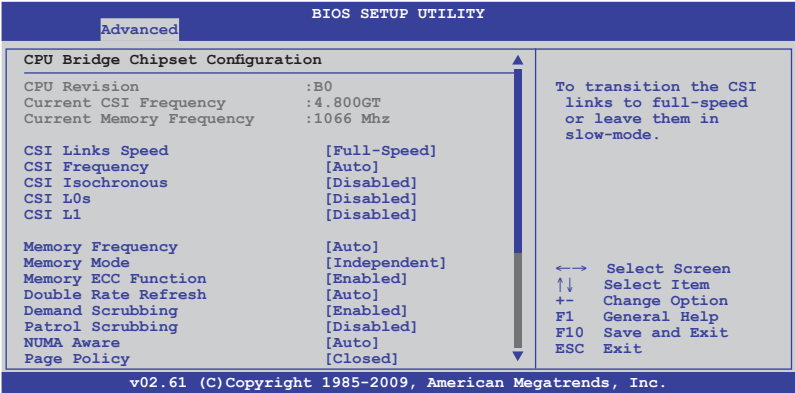 BIOS SETUP UTILITY
Advanced
CPU Bridge Chipset Configuration
CPU Revision :B0
Current CSI Frequency :4.800GT
Current Memory Frequency :1066 Mhz
CSI Links Speed [Full-Speed]
CSI Frequency [Auto]
CSI Isochronous [Disabled]
CSI L0s [Disabled]
CSI L1 [Disabled]
Memory Frequency [Auto]
Memory Mode [Independent]
Memory ECC Function [Enabled]
Double Rate Refresh [Auto]
Demand Scrubbing [Enabled]
Patrol Scrubbing [Disabled]
NUMA Aware [Auto]
Page Policy [Closed]
To transition the CSI
links to full-speed
or leave them in
slow-mode.
←→ Select Screen
↑↓ Select Item
+- Change Option
F1 General Help
F10 Save and Exit
ESC Exit
v02.61 (C)Copyright 1985-2009, American Megatrends, Inc.